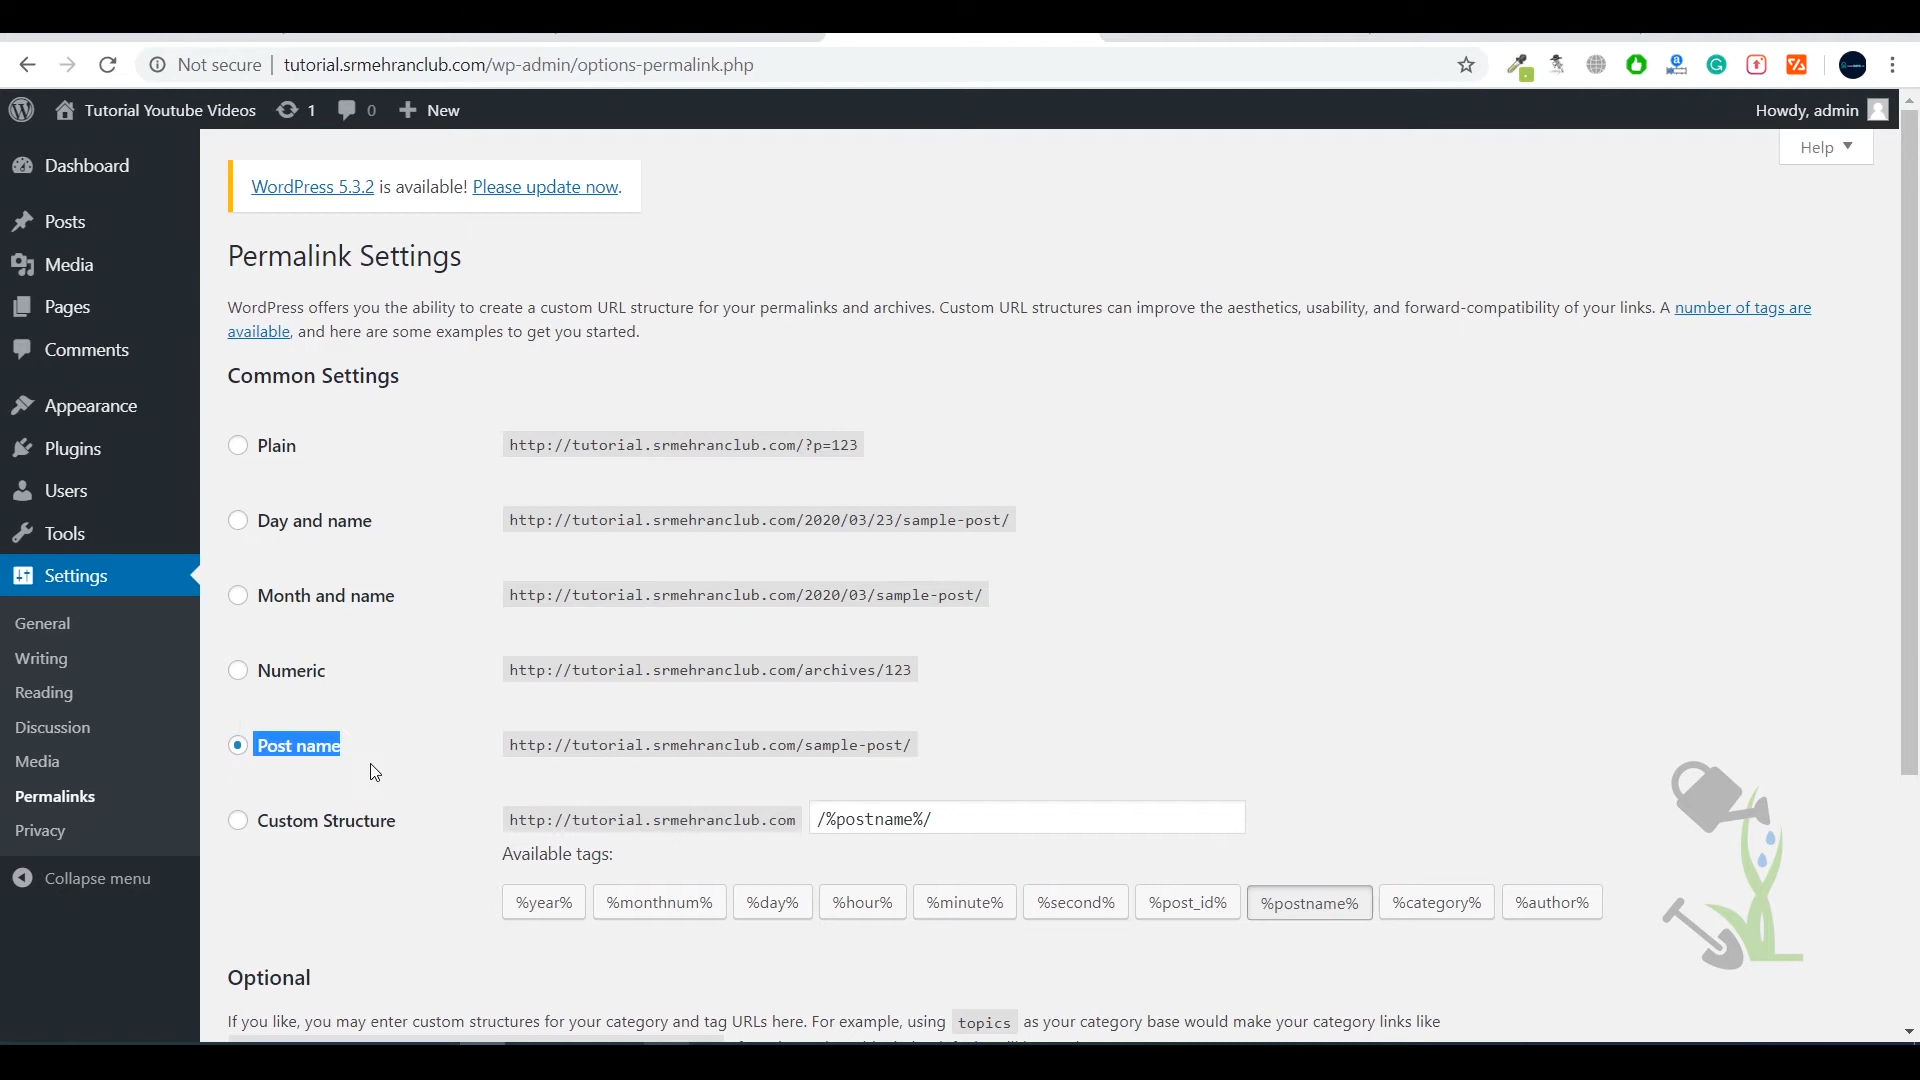 Not secure | tutorial.srmehranclub.com/wp-admin/options-permalink.php
Tutorial Youtube Videos 1 0 New Howdy, admin
Help
Dashboard
Posts
Media
Pages
Comments
Appearance
Plugins
Users
Tools
Settings
General
Writing
Reading
Discussion
Media
Permalinks
Privacy
Collapse menu
WordPress 5.3.2 is available! Please update now.
Permalink Settings
WordPress offers you the ability to create a custom URL structure for your permalinks and archives. Custom URL structures can improve the aesthetics, usability, and forward-compatibility of your links. A number of tags are
available, and here are some examples to get you started.
Common Settings
Plain http://tutorial.srmehranclub.com/?p=123
Day and name http://tutorial.srmehranclub.com/2020/03/23/sample-post/
Month and name http://tutorial.srmehranclub.com/2020/03/sample-post/
Numeric http://tutorial.srmehranclub.com/archives/123
Post name http://tutorial.srmehranclub.com/sample-post/
Custom Structure http://tutorial.srmehranclub.com /%postname%/
Available tags:
%year% %monthnum% %day% %hour% %minute% %second% %post_id% %postname% %category% %author%
Optional
If you like, you may enter custom structures for your category and tag URLs here. For example, using topics as your category base would make your category links like